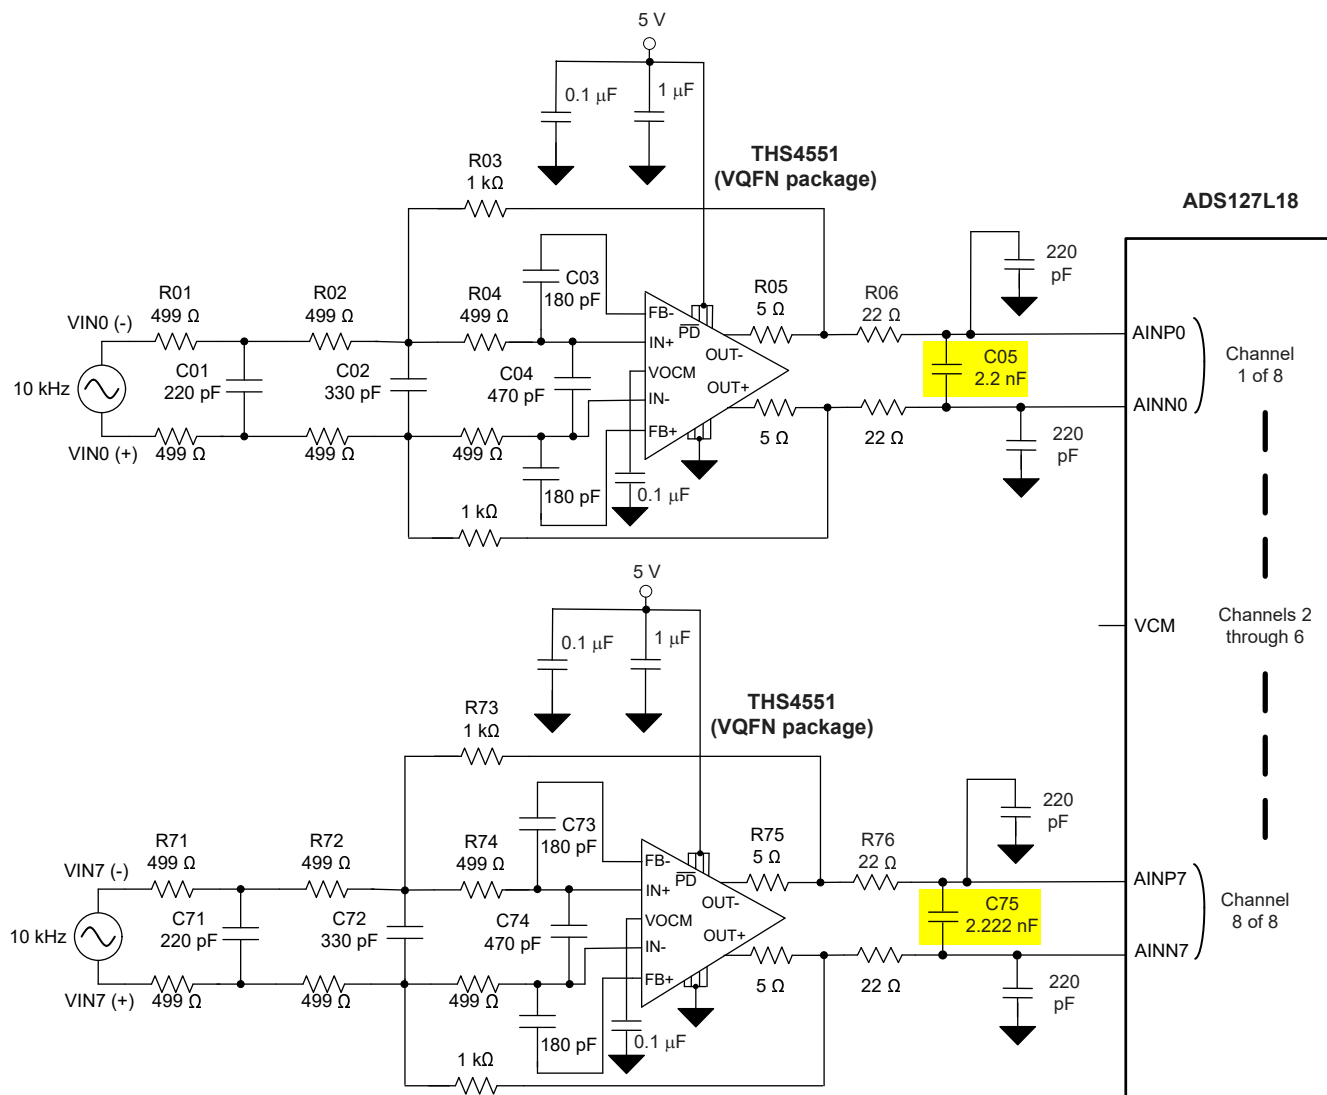 5 V
0.1 μF
1 μF
THS4551
(VQFN package)
R03
1 kΩ
ADS127L18
220
pF
C03
180 pF
R01
499 Ω
R02
499 Ω
R04
499 Ω
FB-
PD
R05
5 Ω
R06
22 Ω
VIN0 (-)
IN+
OUT-
AINP0
10 kHz
C01
220 pF
C02
330 pF
C04
470 pF
VOCM
OUT+
C05
2.2 nF
Channel
1 of 8
IN-
AINN0
VIN0 (+)
499 Ω
499 Ω
499 Ω
FB+
5 Ω
22 Ω
220
pF
180 pF
0.1 μF
1 kΩ
5 V
0.1 μF
1 μF
VCM
Channels 2
through 6
THS4551
(VQFN package)
R73
1 kΩ
220
pF
C73
180 pF
R71
499 Ω
R72
499 Ω
R74
499 Ω
FB-
PD
R75
5 Ω
R76
22 Ω
VIN7 (-)
IN+
OUT-
AINP7
10 kHz
C71
220 pF
C72
330 pF
C74
470 pF
VOCM
OUT+
C75
2.222 nF
Channel
8 of 8
IN-
AINN7
VIN7 (+)
499 Ω
499 Ω
499 Ω
FB+
5 Ω
22 Ω
220
pF
180 pF
0.1 μF
1 kΩ